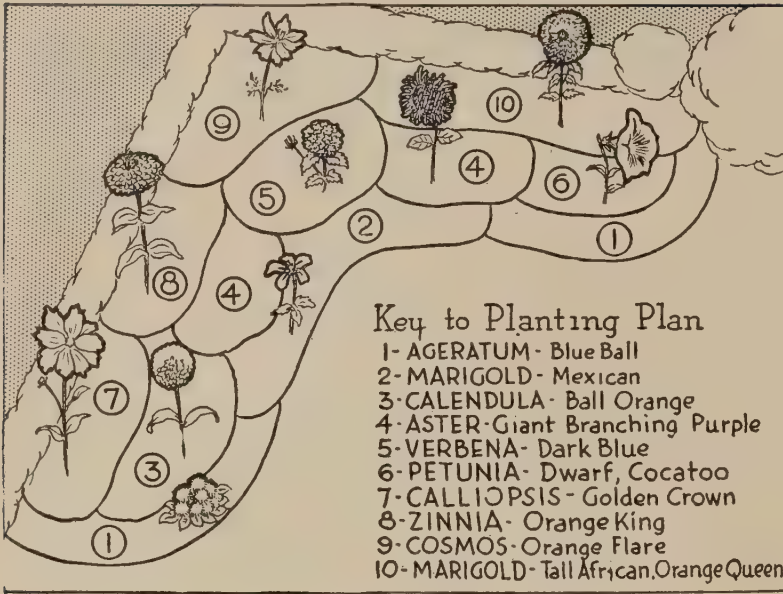 9
10
5
4
6
2
1
8
4
7
3
1
Key to Planting Plan
1- AGERATUM - Blue Ball
2- MARIGOLD - Mexican
3- CALENDULA - Ball Orange
4- ASTER - Giant Branching Purple
5- VERBENA - Dark Blue
6- PETUNIA - Dwarf, Cocatoo
7- CALLIOPSIS - Golden Crown
8- ZINNIA - Orange King
9- COSMOS - Orange Flare
10- MARIGOLD - Tall African, Orange Queen